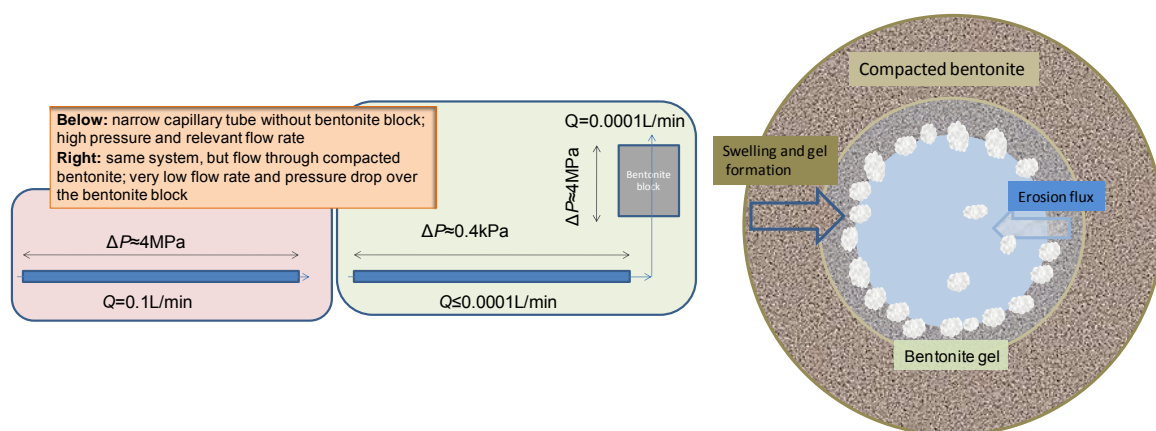 Below: narrow capillary tube without bentonite block;
high pressure and relevant flow rate
Right: same system, but flow through compacted
bentonite; very low flow rate and pressure drop over
the bentonite block
ΔP≈4MPa
Q=0.1L/min
Q=0.0001L/min
ΔP≈4MPa
Bentonite
block
ΔP≈0.4kPa
Q≤0.0001L/min
Compacted bentonite
Swelling and gel
formation
Erosion flux
Bentonite gel